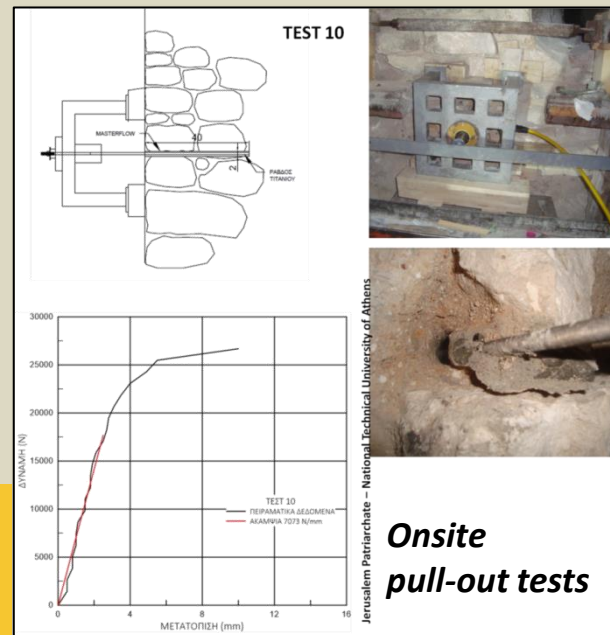 TEST 10
MASTERFLOW
40
2
ΡΑΒΔΟΣ
ΤΙΤΑΝΙΟΥ
30000
25000
20000
15000
10000
5000
0
ΔΥΝΑΜΗ (N)
ΤΕΣΤ 10
ΠΕΙΡΑΜΑΤΙΚΑ ΔΕΔΟΜΕΝΑ
ΑΚΑΜΨΙΑ 7073 N/mm
0 4 8 12 16
ΜΕΤΑΤΟΠΙΣΗ (mm)
Jerusalem Patriarchate – National Technical University of Athens
Onsite
pull-out tests